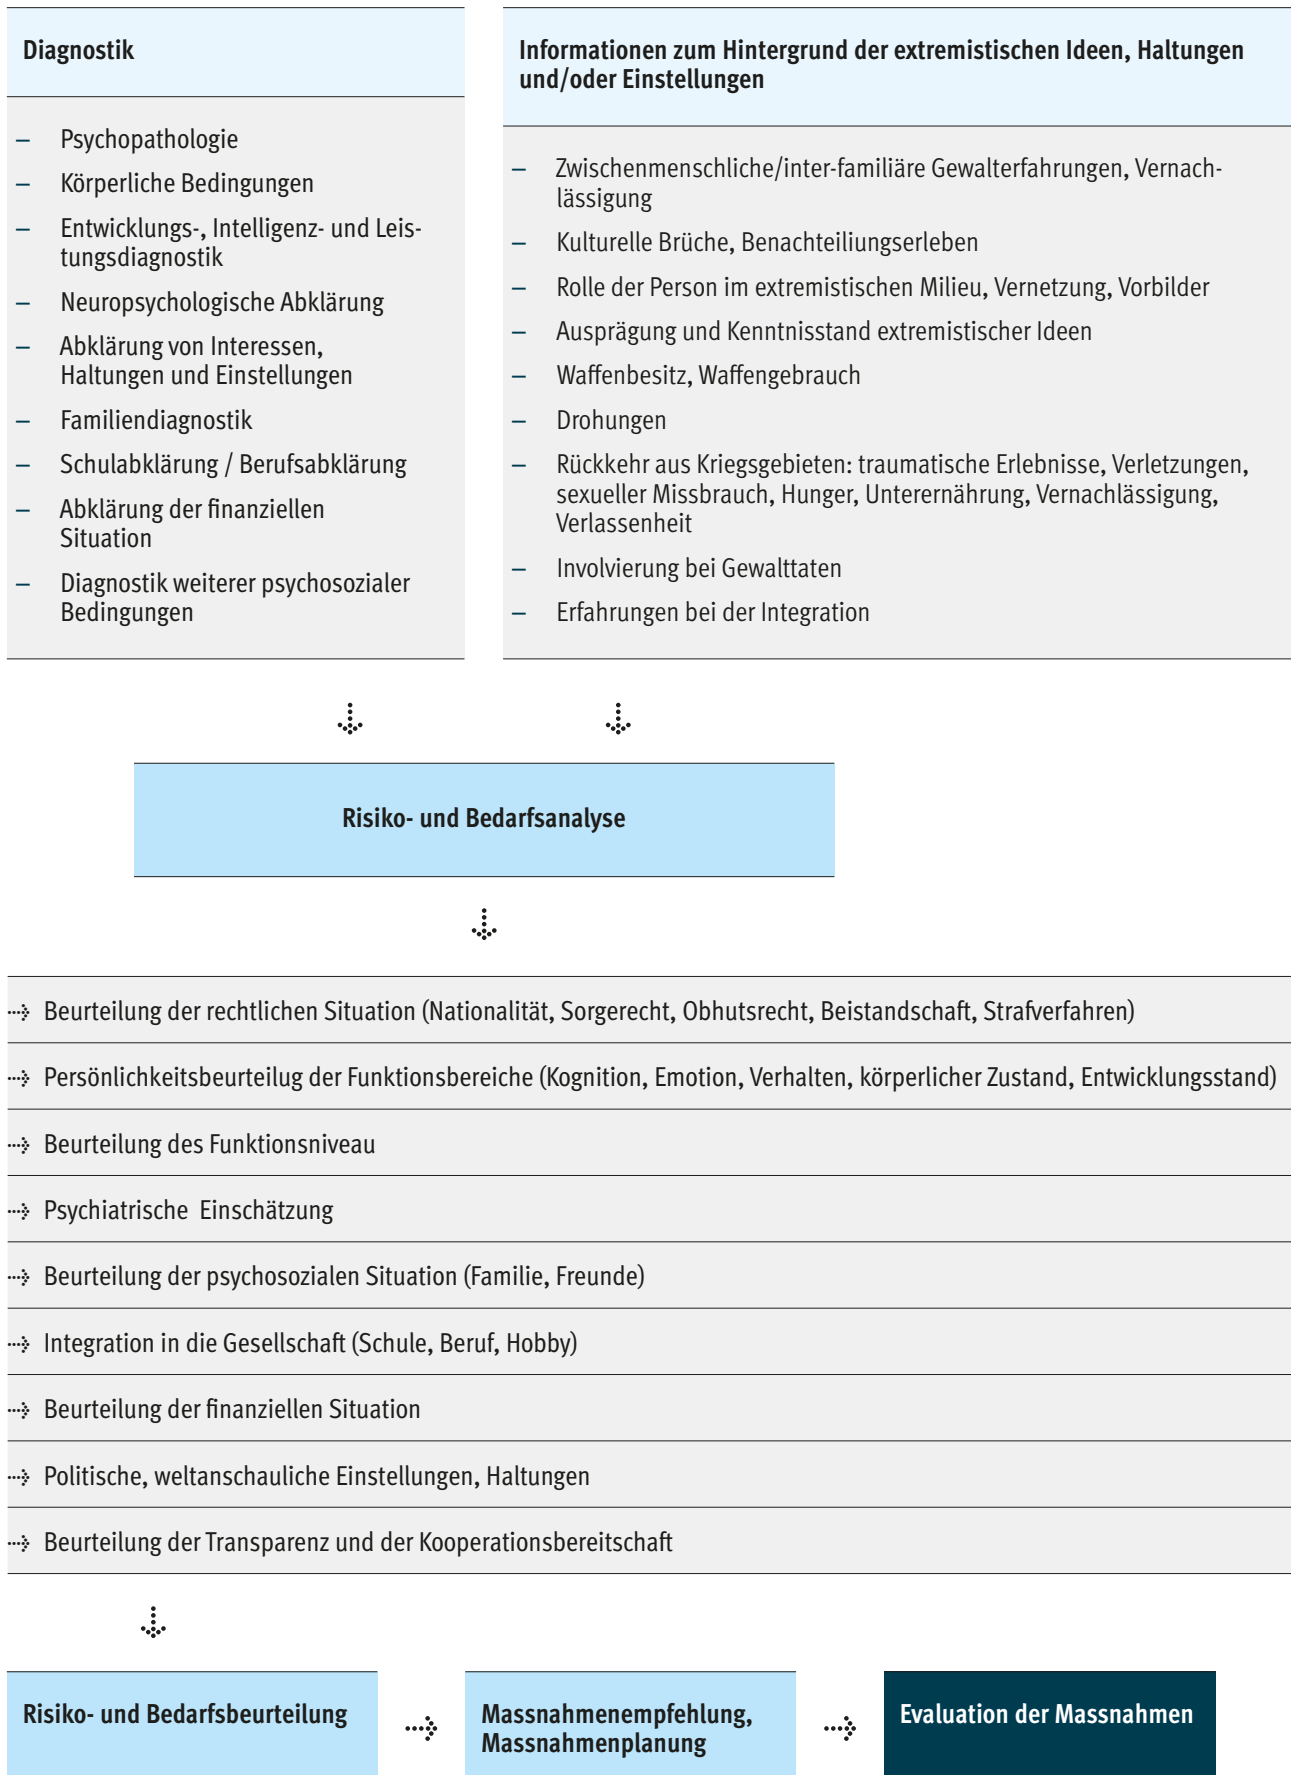 Diagnostik
– Psychopathologie
– Körperliche Bedingungen
– Entwicklungs-, Intelligenz- und Leis-
tungsdiagnostik
– Neuropsychologische Abklärung
– Abklärung von Interessen,
Haltungen und Einstellungen
– Familiendiagnostik
– Schulabklärung / Berufsabklärung
– Abklärung der finanziellen
Situation
– Diagnostik weiterer psychosozialer
Bedingungen
Informationen zum Hintergrund der extremistischen Ideen, Haltungen
und/oder Einstellungen
– Zwischenmenschliche/inter-familiäre Gewalterfahrungen, Vernach-
lässigung
– Kulturelle Brüche, Benachteiliungserleben
– Rolle der Person im extremistischen Milieu, Vernetzung, Vorbilder
– Ausprägung und Kenntnisstand extremistischer Ideen
– Waffenbesitz, Waffengebrauch
– Drohungen
– Rückkehr aus Kriegsgebieten: traumatische Erlebnisse, Verletzungen,
sexueller Missbrauch, Hunger, Unterernährung, Vernachlässigung,
Verlassenheit
– Involvierung bei Gewalttaten
– Erfahrungen bei der Integration
Risiko- und Bedarfsanalyse
Beurteilung der rechtlichen Situation (Nationalität, Sorgerecht, Obhutsrecht, Beistandschaft, Strafverfahren)
Persönlichkeitsbeurteilug der Funktionsbereiche (Kognition, Emotion, Verhalten, körperlicher Zustand, Entwicklungsstand)
Beurteilung des Funktionsniveau
Psychiatrische Einschätzung
Beurteilung der psychosozialen Situation (Familie, Freunde)
Integration in die Gesellschaft (Schule, Beruf, Hobby)
Beurteilung der finanziellen Situation
Politische, weltanschauliche Einstellungen, Haltungen
Beurteilung der Transparenz und der Kooperationsbereitschaft
Risiko- und Bedarfsbeurteilung
Massnahmenempfehlung,
Massnahmenplanung
Evaluation der Massnahmen